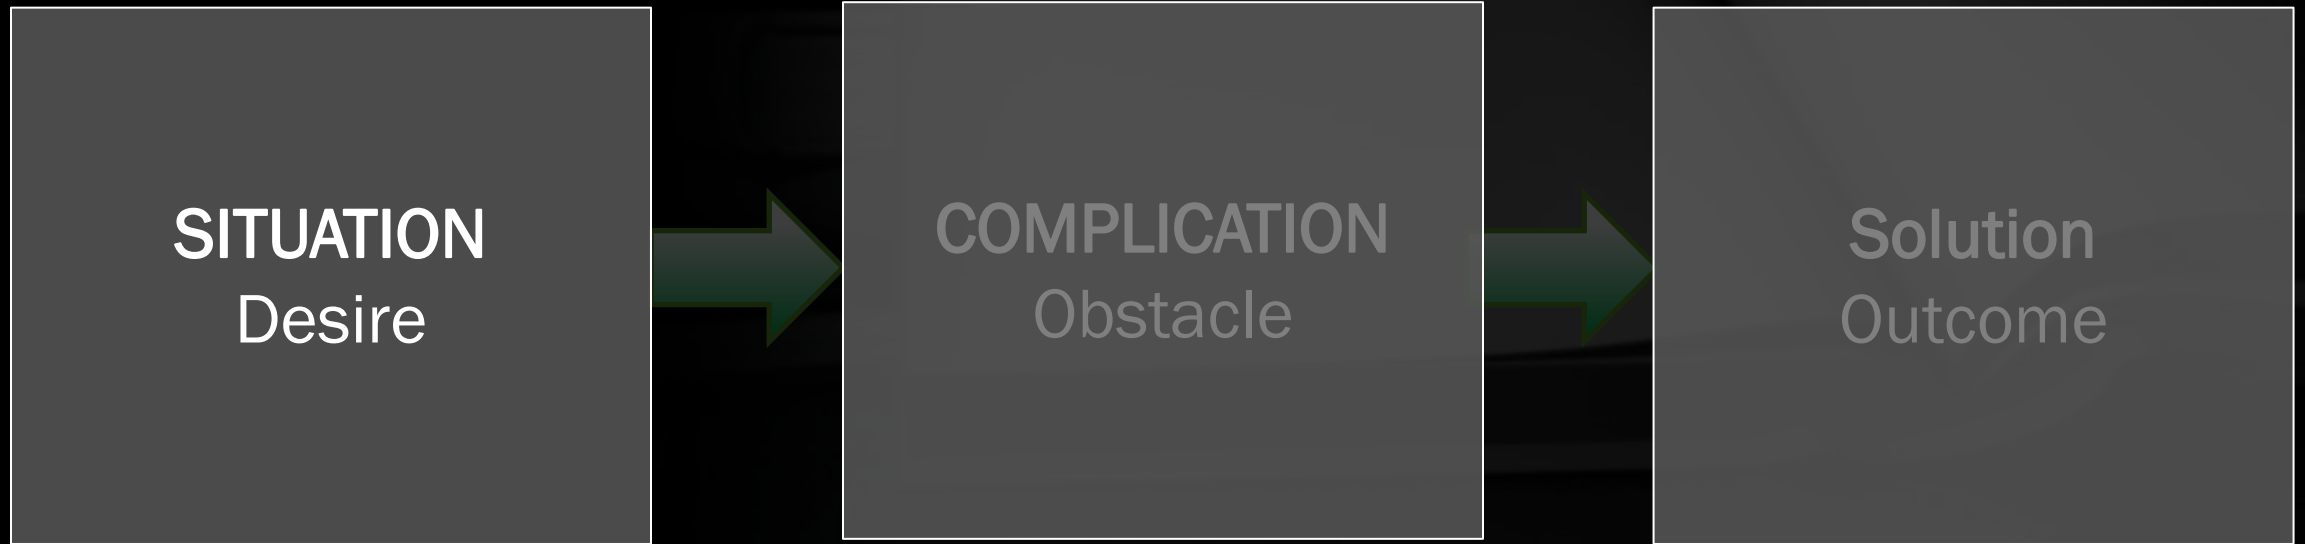 SITUATION
Desire
COMPLICATION
Obstacle
Solution
Outcome